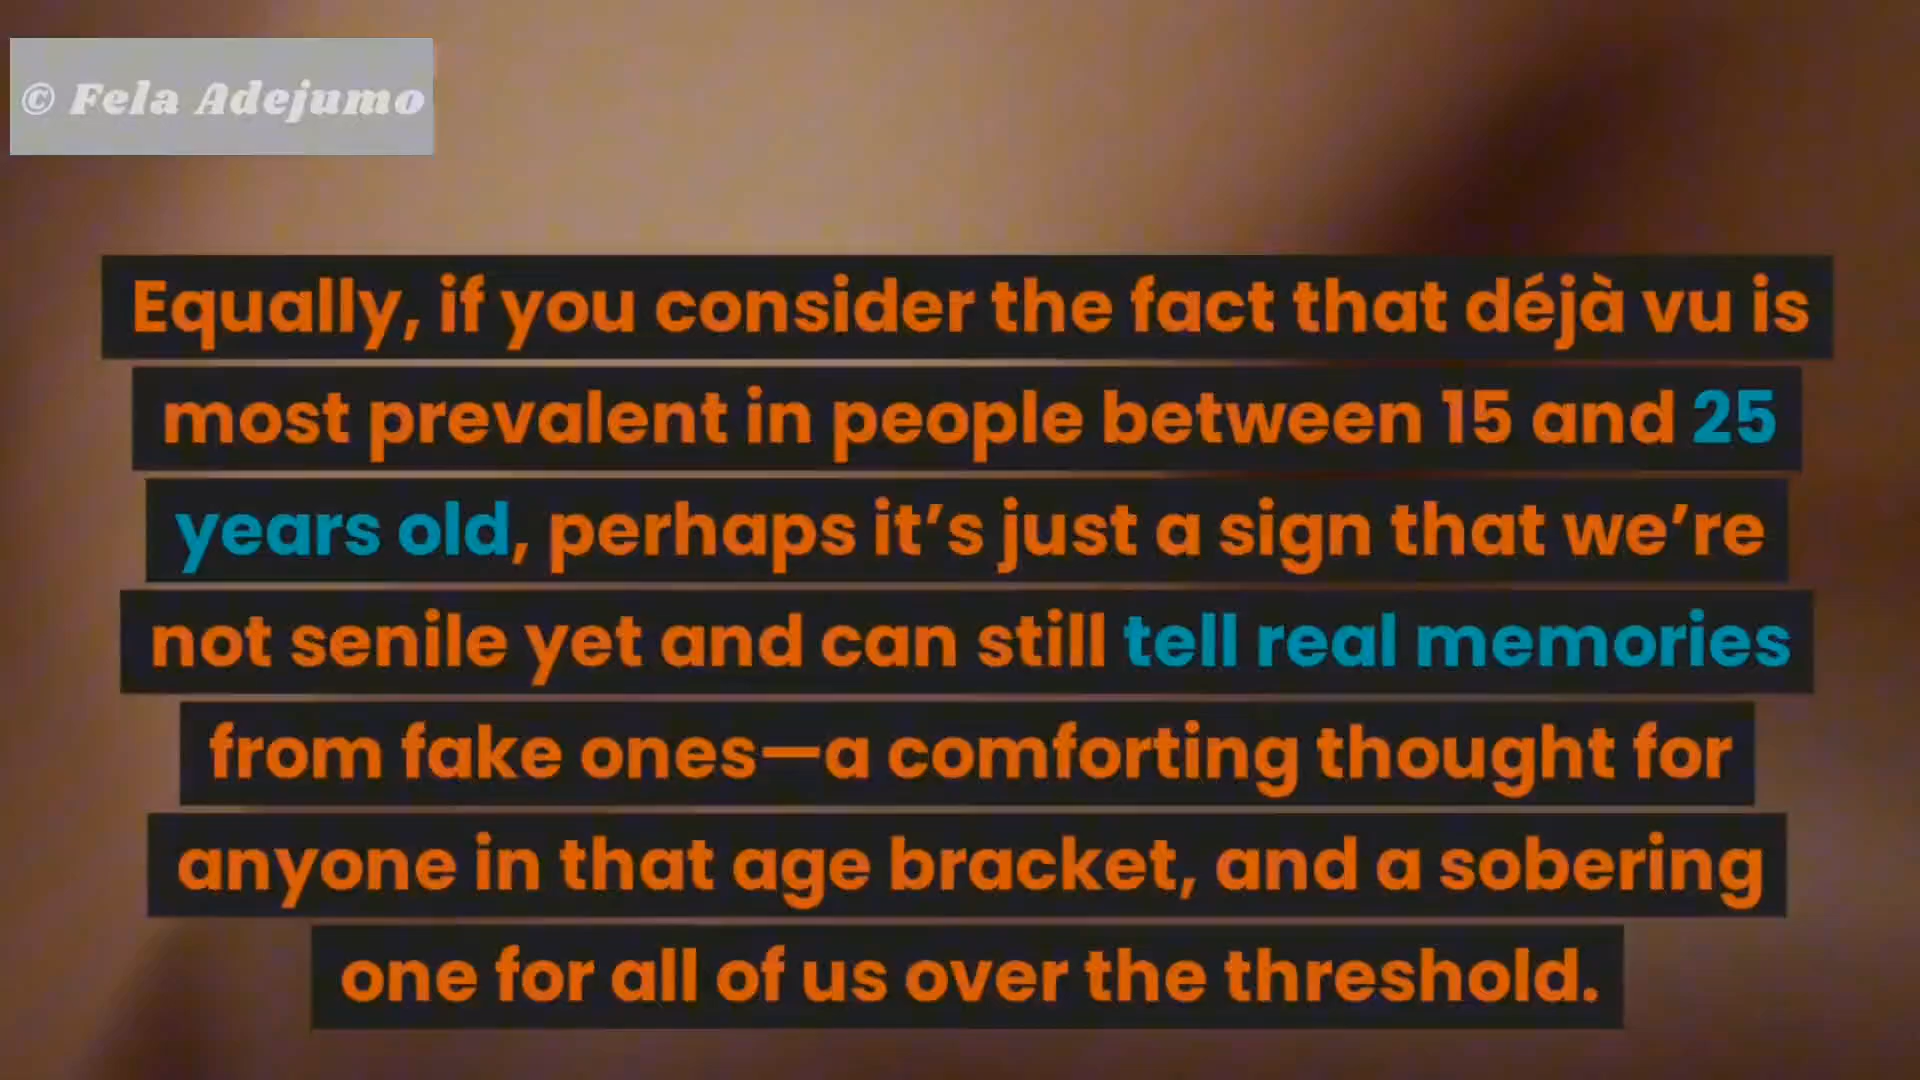 © Fela Adejumo
Equally, if you consider the fact that déjà vu is
most prevalent in people between 15 and 25
years old, perhaps it’s just a sign that we’re
not senile yet and can still tell real memories
from fake ones—a comforting thought for
anyone in that age bracket, and a sobering
one for all of us over the threshold.